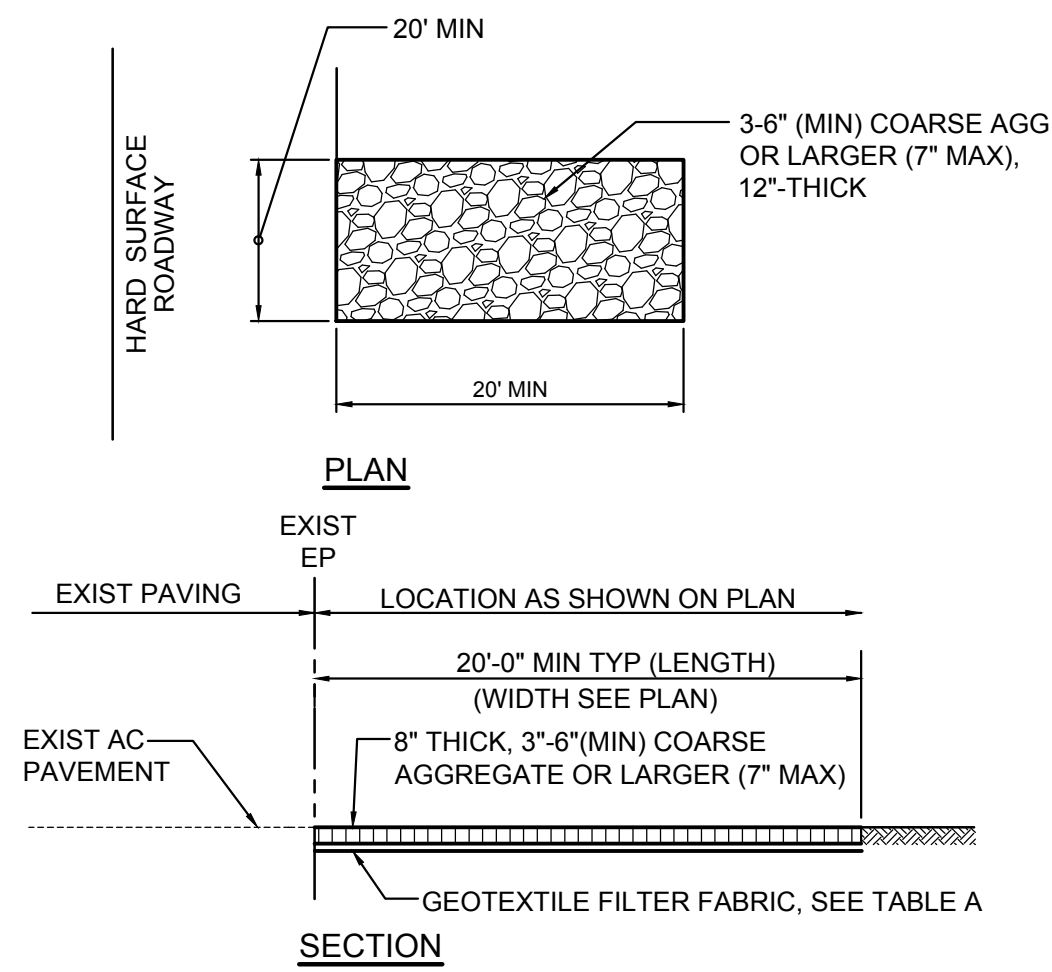 20' MIN
3-6" (MIN) COARSE AGG
OR LARGER (7" MAX),
12"-THICK
HARD SURFACE
ROADWAY
20' MIN
PLAN
EXIST
EP
EXIST PAVING
LOCATION AS SHOWN ON PLAN
20'-0" MIN TYP (LENGTH)
(WIDTH SEE PLAN)
EXIST AC
PAVEMENT
8" THICK, 3"-6"(MIN) COARSE
AGGREGATE OR LARGER (7" MAX)
GEOTEXTILE FILTER FABRIC, SEE TABLE A
SECTION